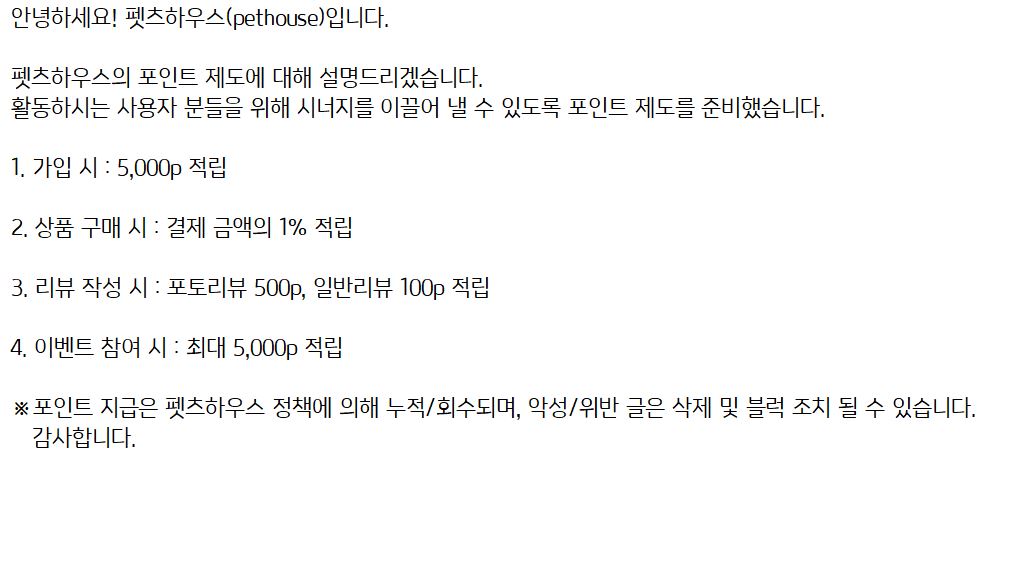 안녕하세요! 펫츠하우스(pethouse)입니다.
펫츠하우스의 포인트 제도에 대해 설명드리겠습니다.
활동하시는 사용자 분들을 위해 시너지를 이끌어 낼 수 있도록 포인트 제도를 준비했습니다.
1. 가입 시 : 5,000p 적립
2. 상품 구매 시 : 결제 금액의 1% 적립
3. 리뷰 작성 시 : 포토리뷰 500p, 일반리뷰 100p 적립
4. 이벤트 참여 시 : 최대 5,000p 적립
※포인트 지급은 펫츠하우스 정책에 의해 누적/회수되며, 악성/위반 글은 삭제 및 블럭 조치 될 수 있습니다.
감사합니다.